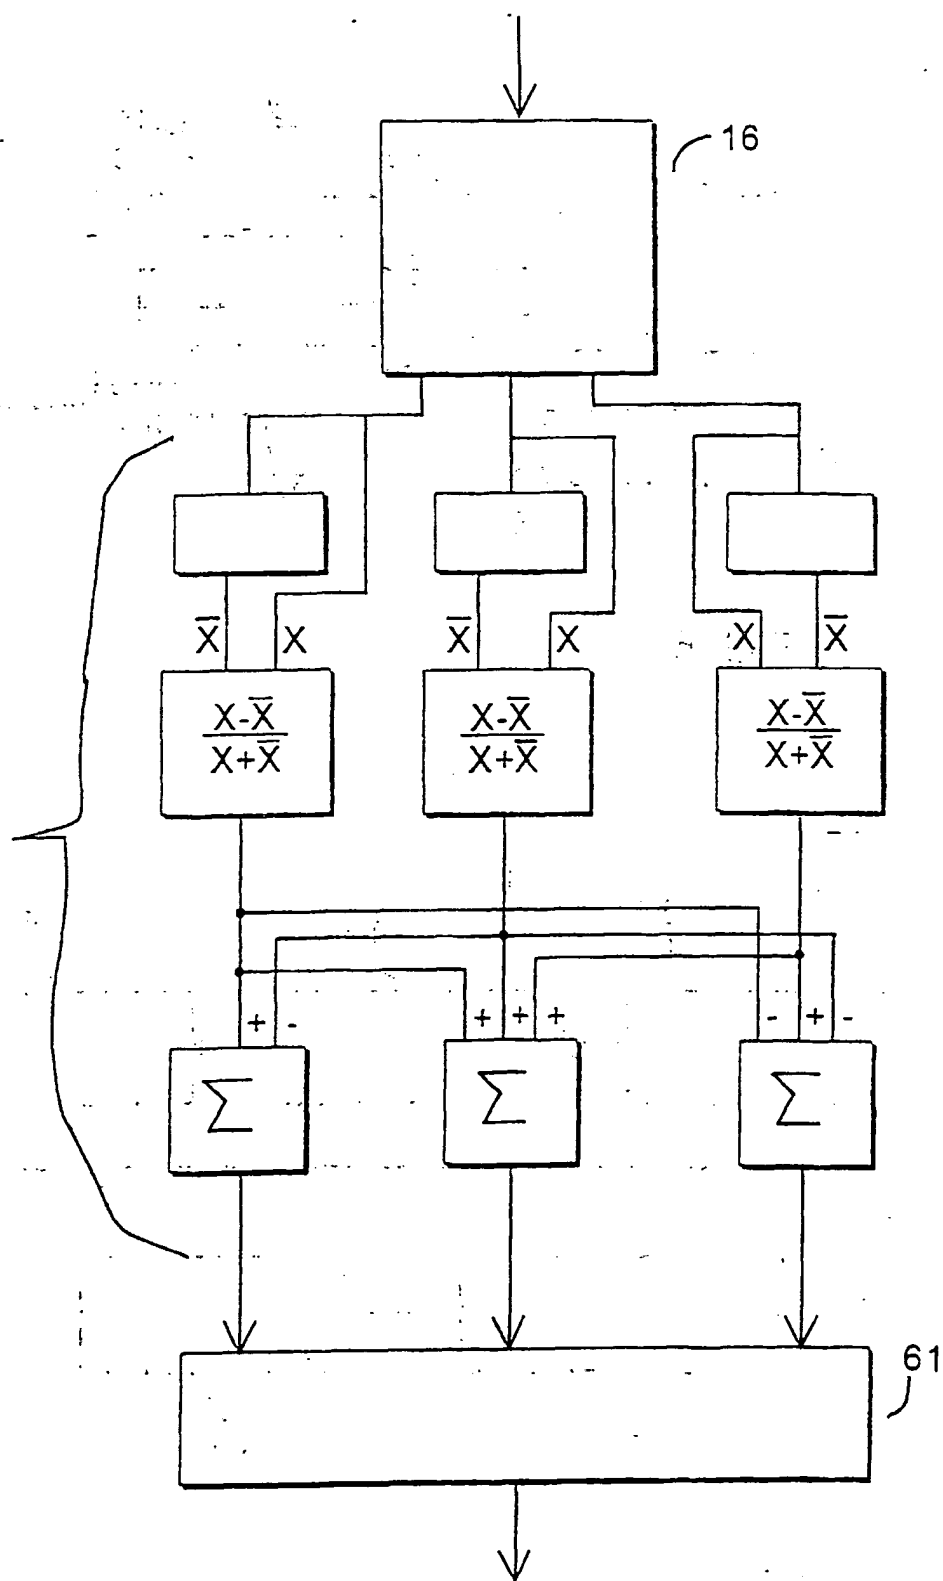 16
X̅ X X̅ X X X̅
X-X̅ X-X̅ X-X̅
X+X̅ X+X̅ X+X̅
+ - + + + - + -
Σ Σ Σ
61